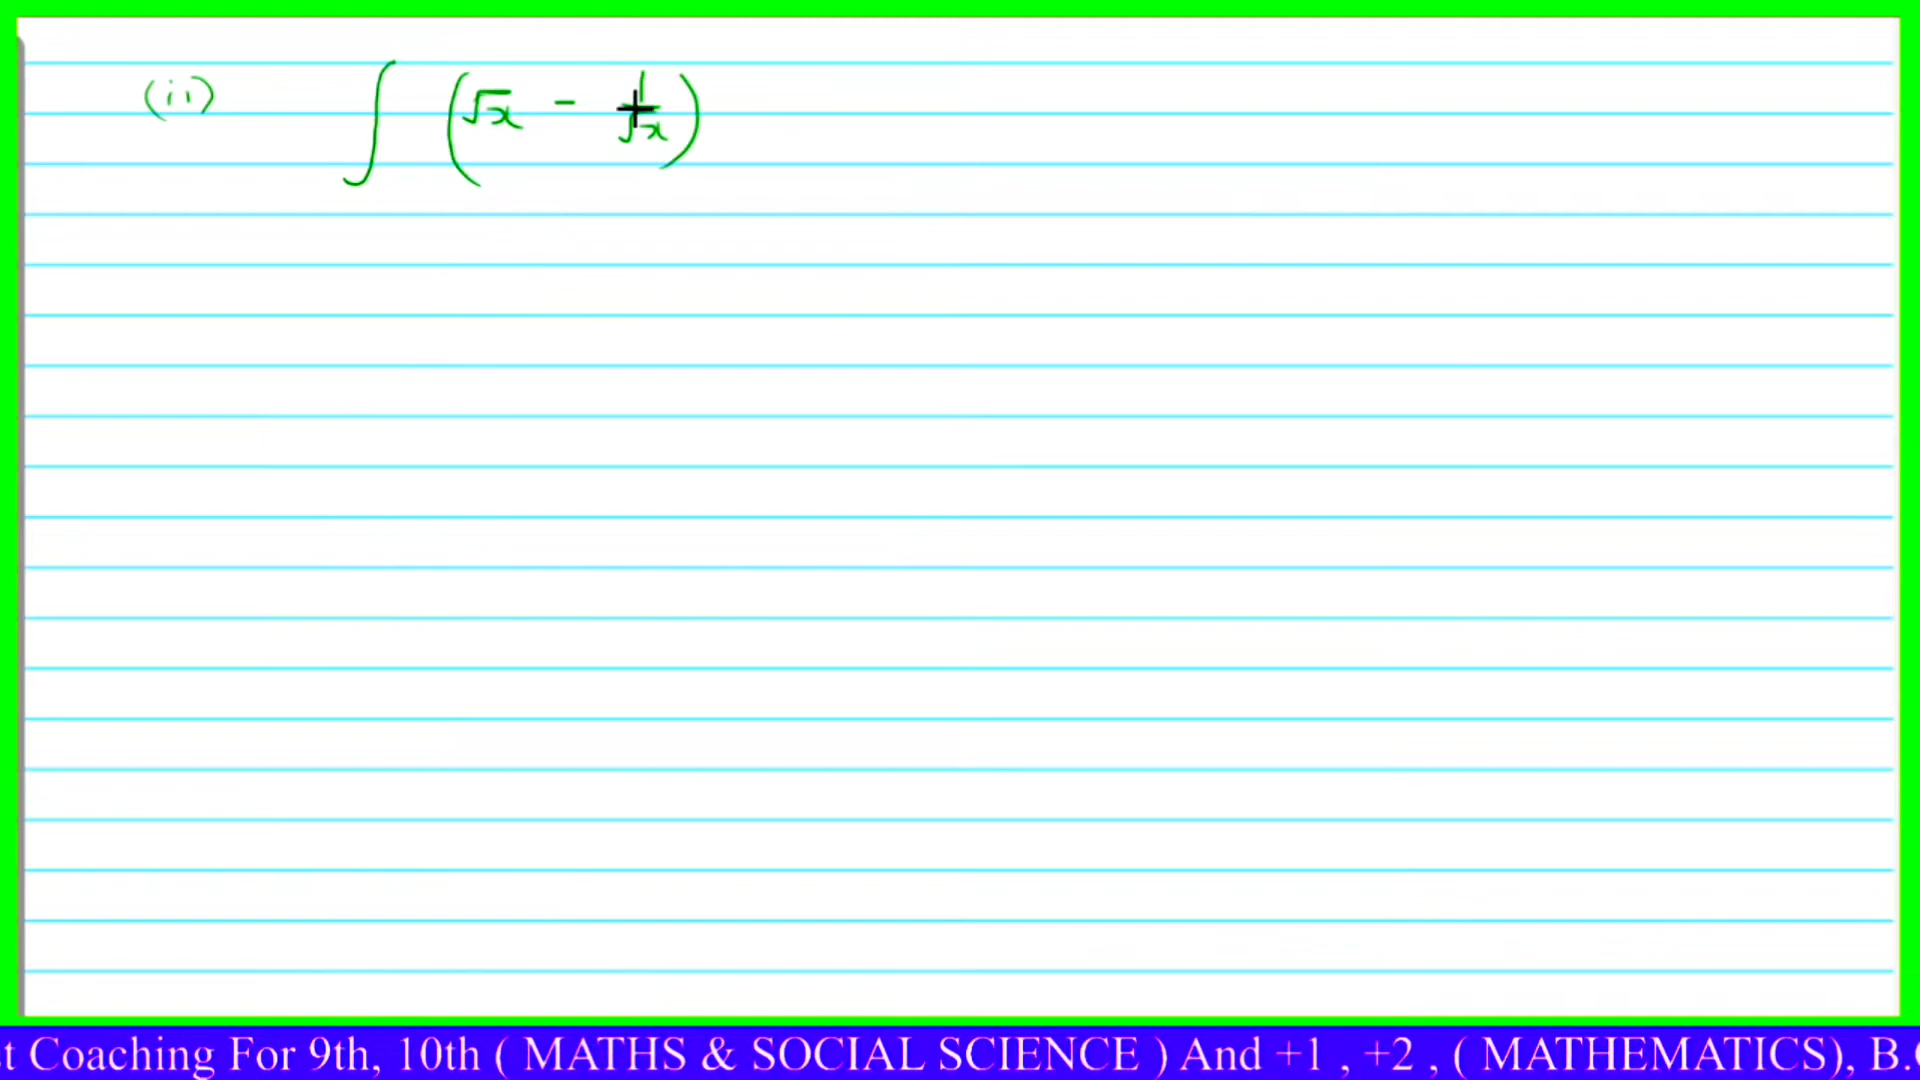 (ii) ∫ (√x - 1/√x)
t Coaching For 9th, 10th ( MATHS & SOCIAL SCIENCE ) And +1 , +2 , ( MATHEMATICS), B.